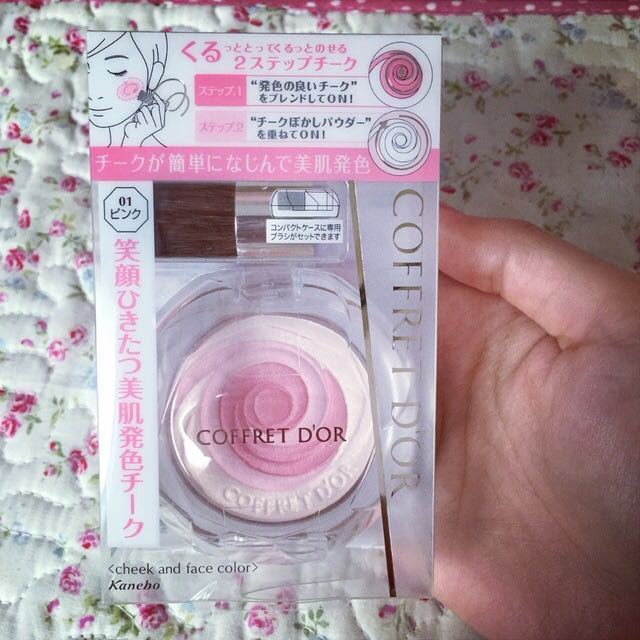 くるっととってくるっとのせる
2ステップチーク
ステップ.1 “発色の良いチーク”
をブレンドしてON!
ステップ.2 “チークぼかしパウダー”
を重ねてON!
チークが簡単になじんで美肌発色
01
ピンク
笑顔ひきたつ美肌発色チーク
コンパクトケースに専用
ブラシがセットできます
COFFRET D'OR
COFFRET D'OR
COFFRET D'OR
<cheek and face color>
Kanebo